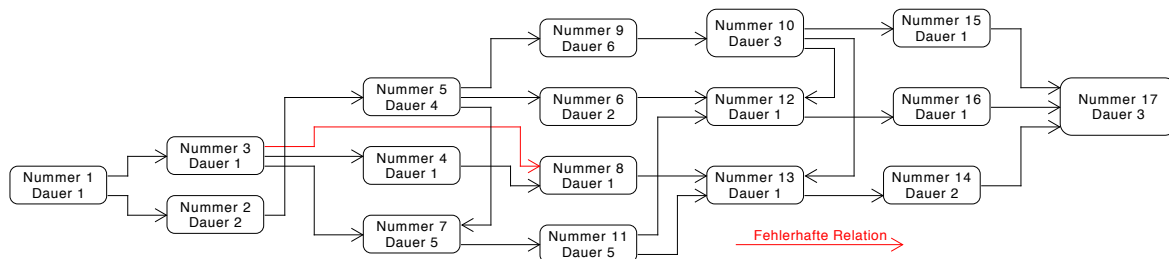 Nummer 1
Dauer 1
Nummer 3
Dauer 1
Nummer 2
Dauer 2
Nummer 5
Dauer 4
Nummer 4
Dauer 1
Nummer 7
Dauer 5
Nummer 9
Dauer 6
Nummer 6
Dauer 2
Nummer 8
Dauer 1
Nummer 11
Dauer 5
Nummer 10
Dauer 3
Nummer 12
Dauer 1
Nummer 13
Dauer 1
Nummer 15
Dauer 1
Nummer 16
Dauer 1
Nummer 14
Dauer 2
Nummer 17
Dauer 3
Fehlerhafte Relation